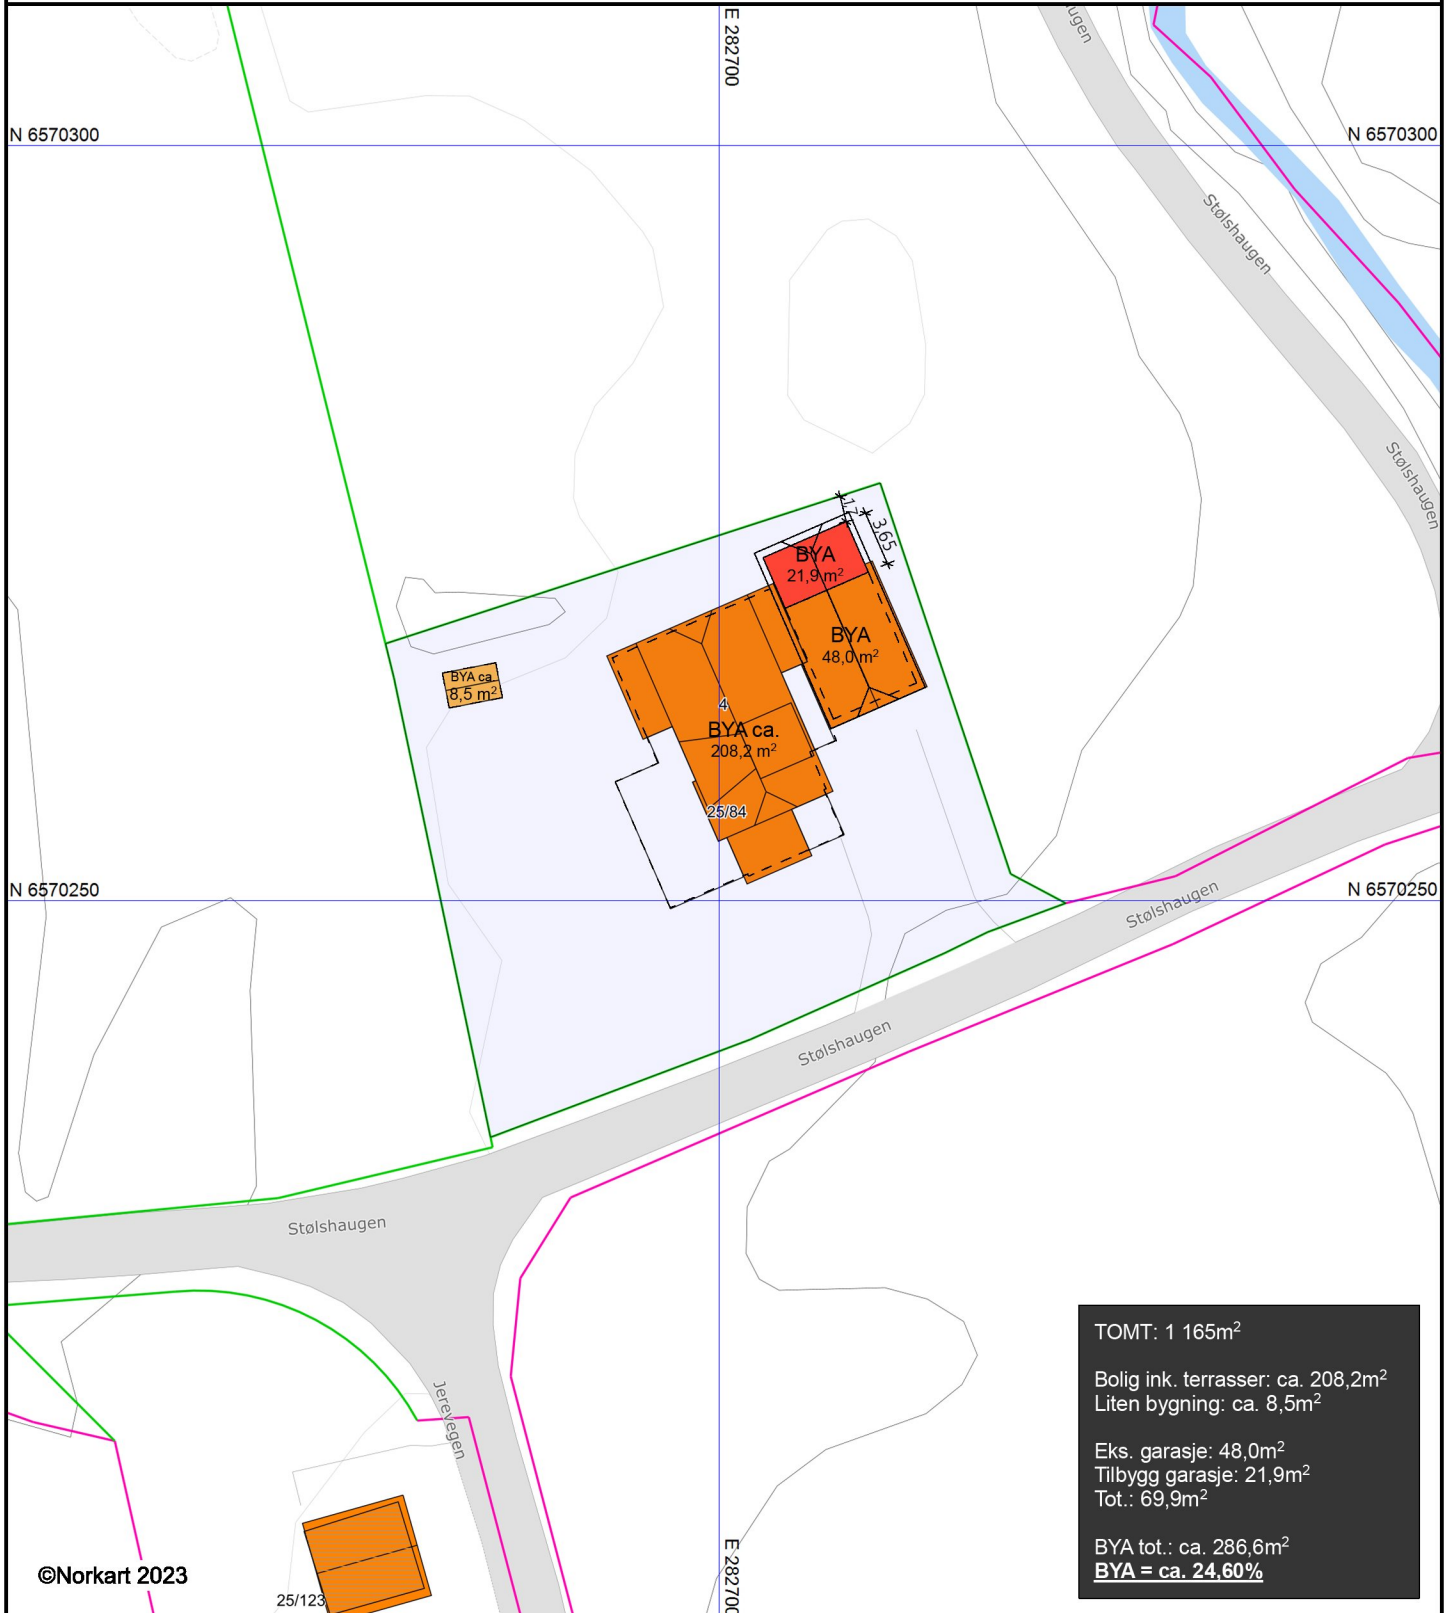 E 282700
Stølshaugen
N 6570300
N 6570300
Stølshaugen
Stølshaugen
1,7
3,65
BYA
21,9 m²
BYA
48,0 m²
BYA ca.
8,5 m²
4
BYA ca.
208,2 m²
25/84
N 6570250
N 6570250
Stølshaugen
Stølshaugen
Stølshaugen
Jerevegen
TOMT: 1 165m²
Bolig ink. terrasser: ca. 208,2m²
Liten bygning: ca. 8,5m²
Eks. garasje: 48,0m²
Tilbygg garasje: 21,9m²
Tot.: 69,9m²
BYA tot.: ca. 286,6m²
BYA = ca. 24,60%
E 282700
©Norkart 2023
25/123